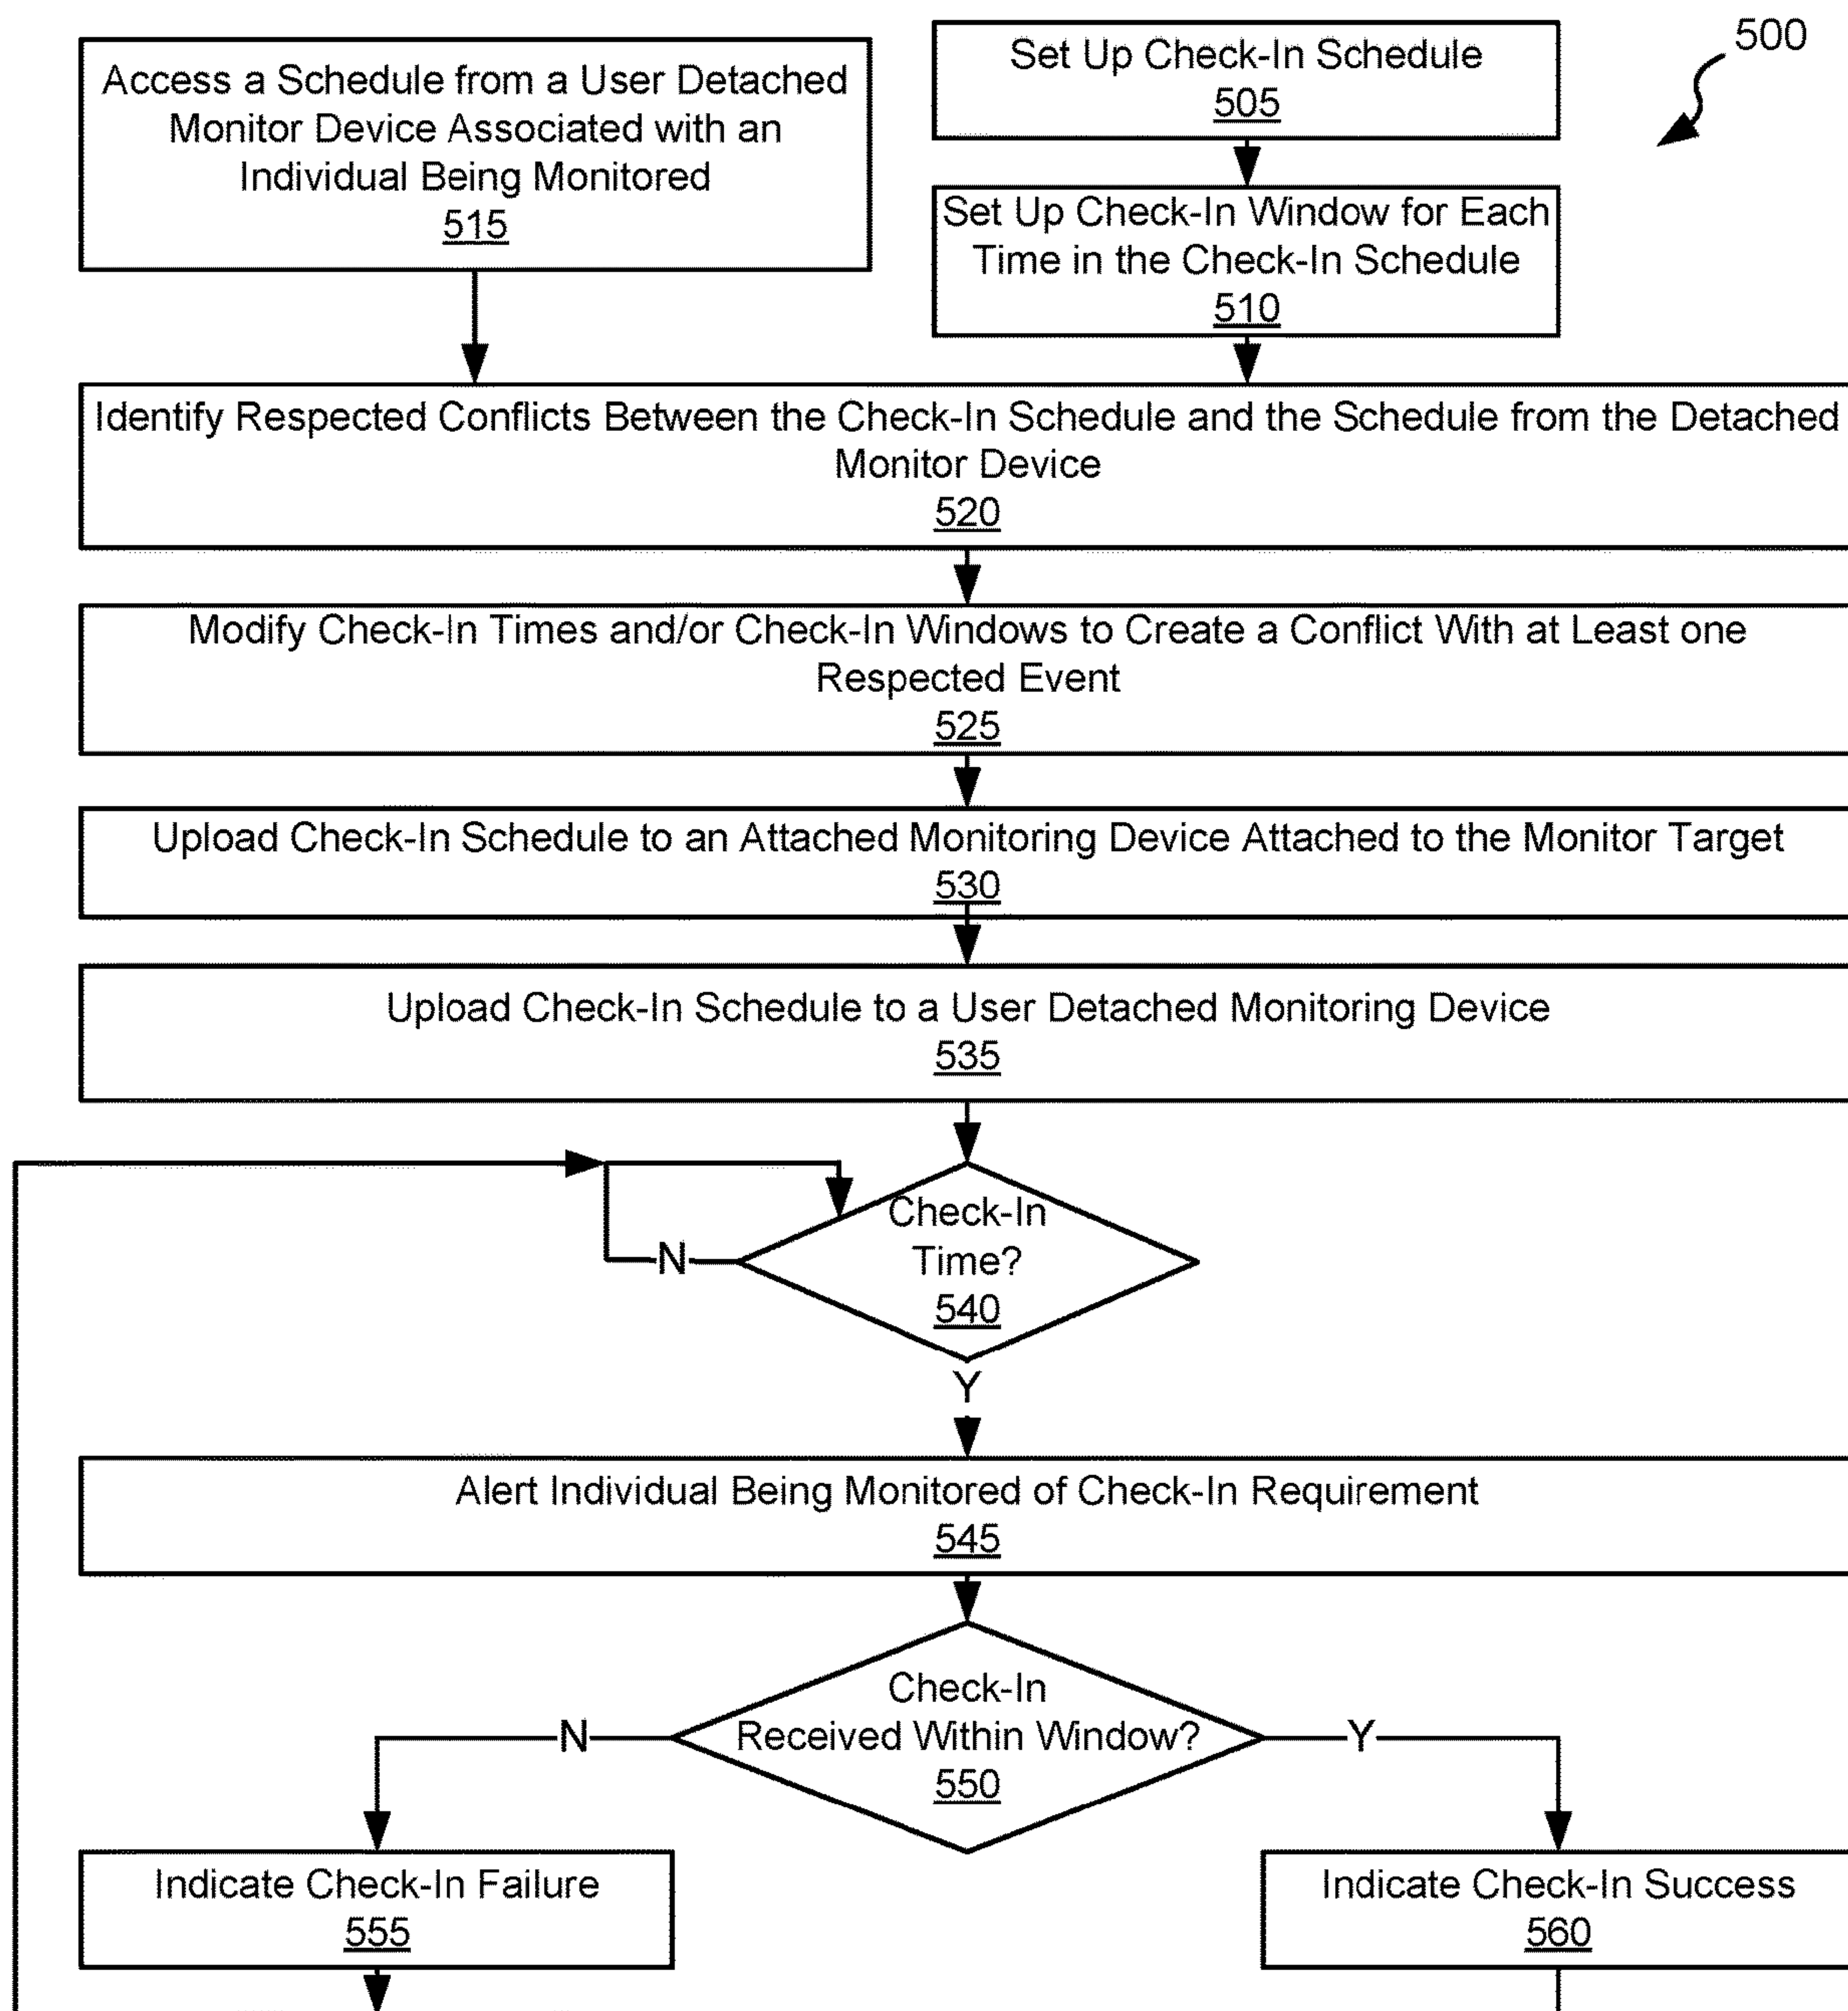 500
Access a Schedule from a User Detached
Monitor Device Associated with an
Individual Being Monitored
515
Set Up Check-In Schedule
505
Set Up Check-In Window for Each
Time in the Check-In Schedule
510
Identify Respected Conflicts Between the Check-In Schedule and the Schedule from the Detached
Monitor Device
520
Modify Check-In Times and/or Check-In Windows to Create a Conflict With at Least one
Respected Event
525
Upload Check-In Schedule to an Attached Monitoring Device Attached to the Monitor Target
530
Upload Check-In Schedule to a User Detached Monitoring Device
535
Check-In
Time?
540
N
Y
Alert Individual Being Monitored of Check-In Requirement
545
Check-In
Received Within Window?
550
N
Y
Indicate Check-In Failure
555
Indicate Check-In Success
560